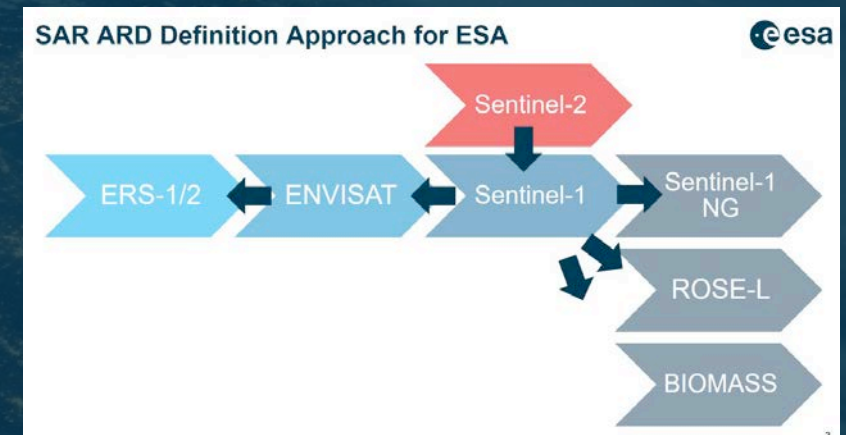 SAR ARD Definition Approach for ESA
esa
Sentinel-2
ERS-1/2
ENVISAT
Sentinel-1
Sentinel-1
NG
ROSE-L
BIOMASS